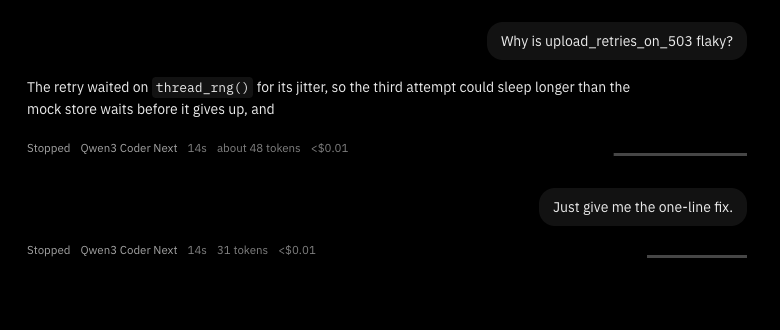 Why is upload_retries_on_503 flaky?
The retry waited on thread_rng() for its jitter, so the third attempt could sleep longer than the
mock store waits before it gives up, and
Stopped Qwen3 Coder Next 14s about 48 tokens <$0.01
Just give me the one-line fix.
Stopped Qwen3 Coder Next 14s 31 tokens <$0.01